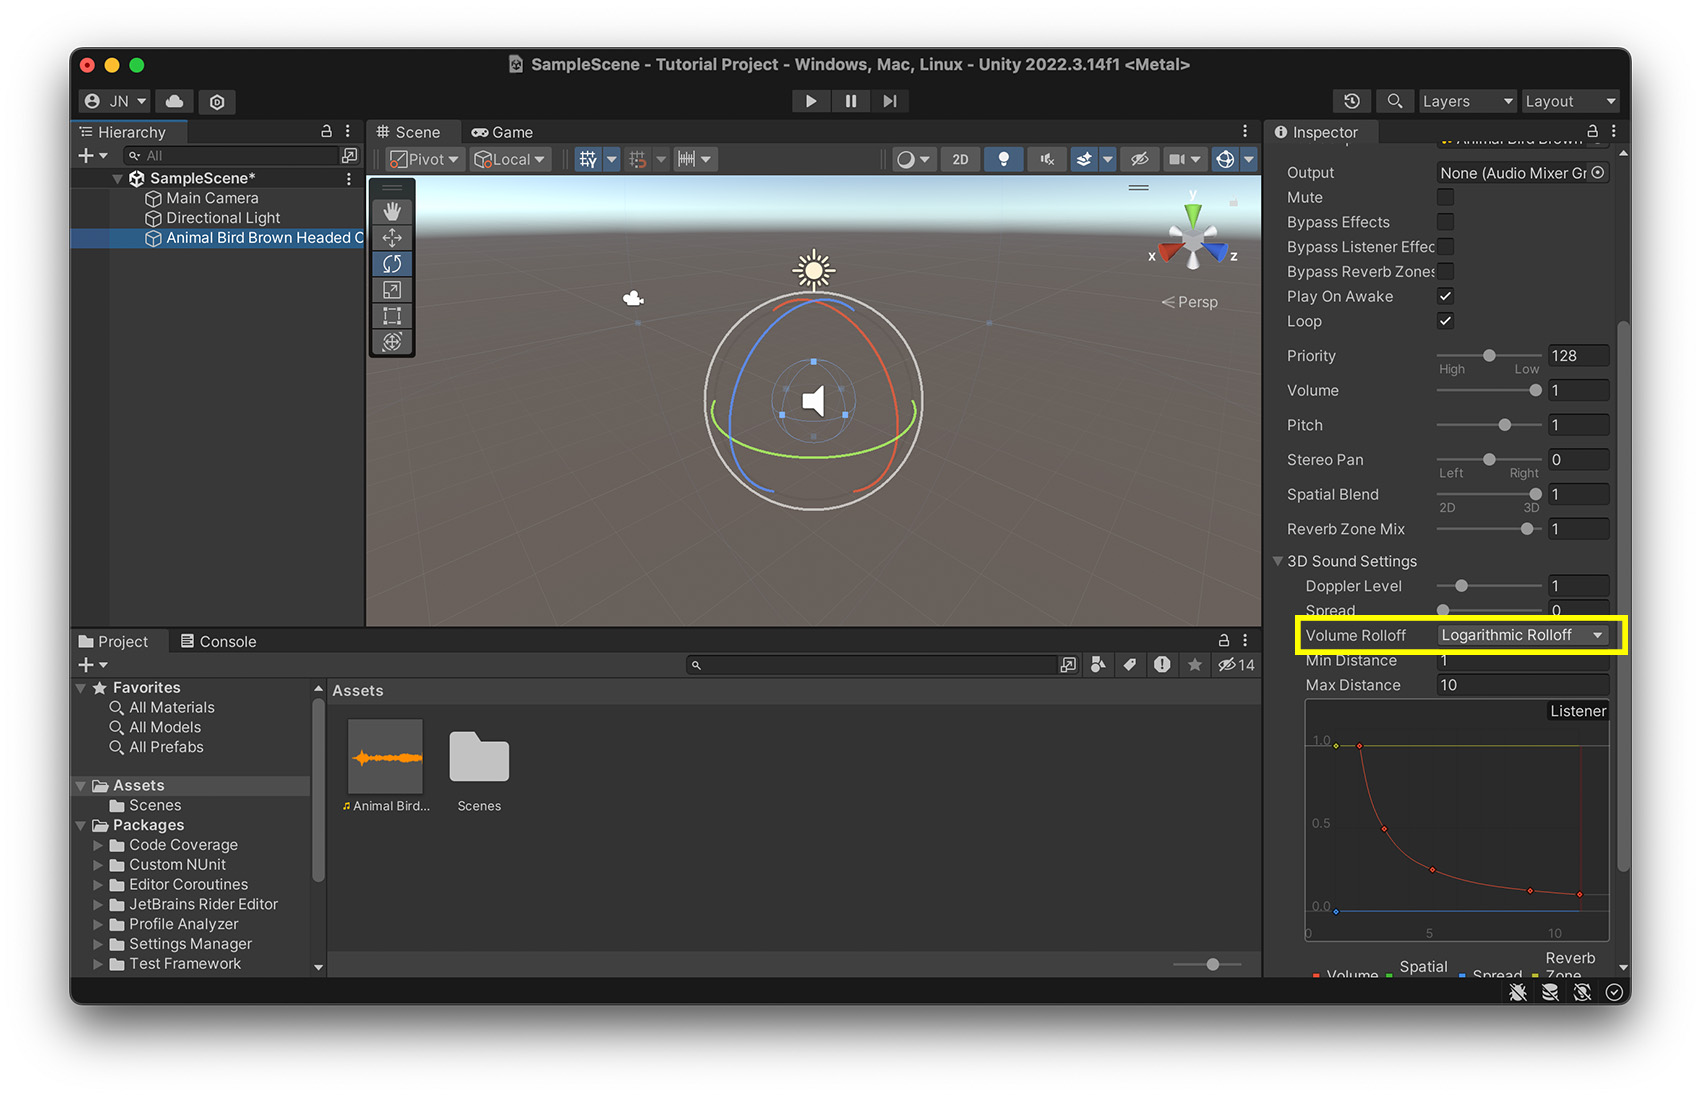 SampleScene - Tutorial Project - Windows, Mac, Linux - Unity 2022.3.14f1 <Metal>
JN
Layers
Layout
Hierarchy
All
SampleScene*
Main Camera
Directional Light
Animal Bird Brown Headed C
Scene
Game
Pivot
Local
2D
y
x
z
Persp
Inspector
Animal Bird Brown
Output
None (Audio Mixer Gr
Mute
Bypass Effects
Bypass Listener Effec
Bypass Reverb Zones
Play On Awake
Loop
Priority
128
High
Low
Volume
1
Pitch
1
Stereo Pan
0
Left
Right
Spatial Blend
1
2D
3D
Reverb Zone Mix
1
3D Sound Settings
Doppler Level
1
Spread
0
Volume Rolloff
Logarithmic Rolloff
Min Distance
1
Max Distance
10
Listener
1.0
0.5
0.0
0
5
10
Volume
Spatial
Spread
Reverb
Zone
Project
Console
14
Favorites
All Materials
All Models
All Prefabs
Assets
Scenes
Packages
Code Coverage
Custom NUnit
Editor Coroutines
JetBrains Rider Editor
Profile Analyzer
Settings Manager
Test Framework
Assets
Animal Bird...
Scenes